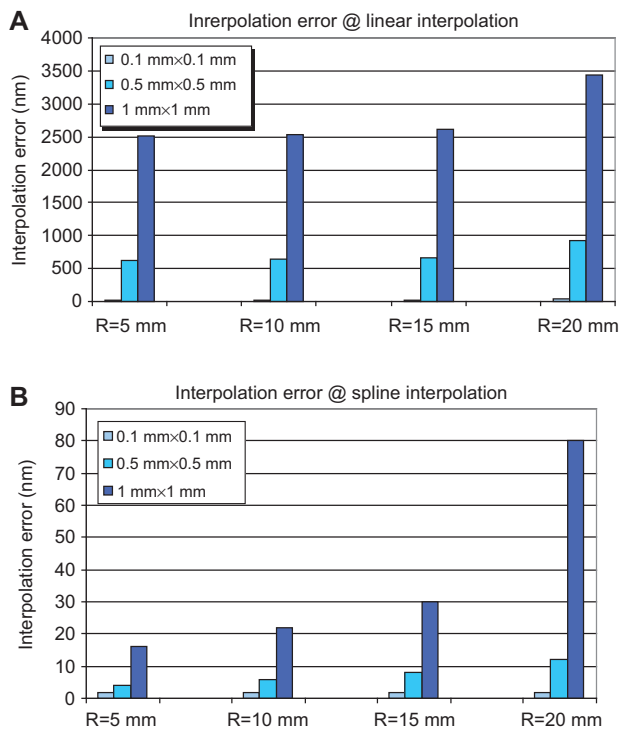 A
Inrerpolation error @ linear interpolation
4000
3500
3000
2500
2000
1500
1000
500
0
Interpolation error (nm)
0.1 mm×0.1 mm
0.5 mm×0.5 mm
1 mm×1 mm
R=5 mm R=10 mm R=15 mm R=20 mm
B
Interpolation error @ spline interpolation
90
80
70
60
50
40
30
20
10
0
Interpolation error (nm)
0.1 mm×0.1 mm
0.5 mm×0.5 mm
1 mm×1 mm
R=5 mm R=10 mm R=15 mm R=20 mm